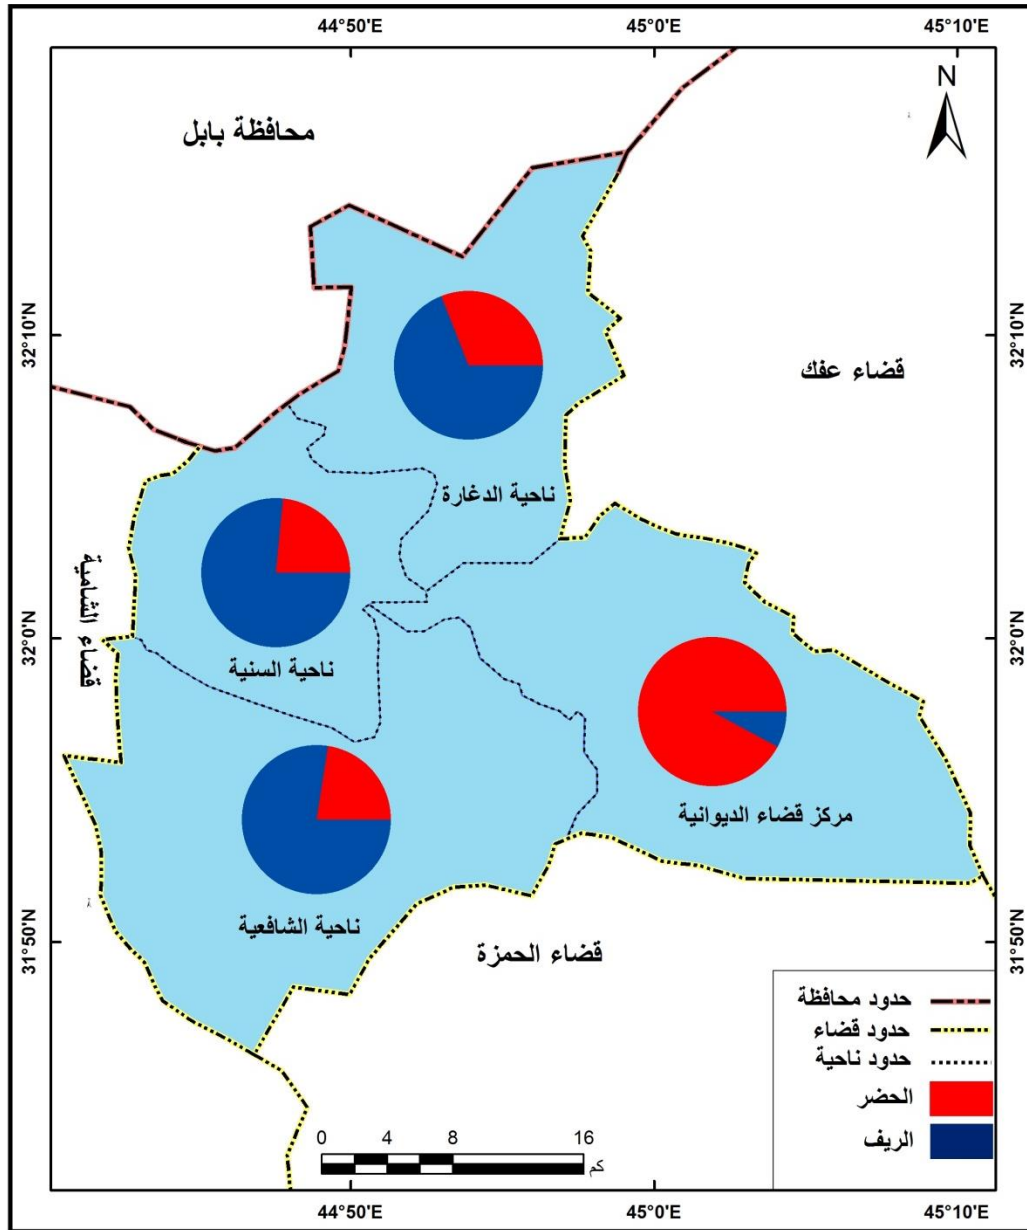 44°50'E
45°0'E
45°10'E
N
محافظة بابل
32°10'N
32°10'N
قضاء عفك
ناحية الدغارة
قضاء الشامية
32°0'N
32°0'N
ناحية السنية
مركز قضاء الديوانية
ناحية الشافعية
31°50'N
31°50'N
قضاء الحمزة
حدود محافظة
حدود قضاء
حدود ناحية
الحضر
الريف
0 4 8 16
كم
44°50'E
45°0'E
45°10'E